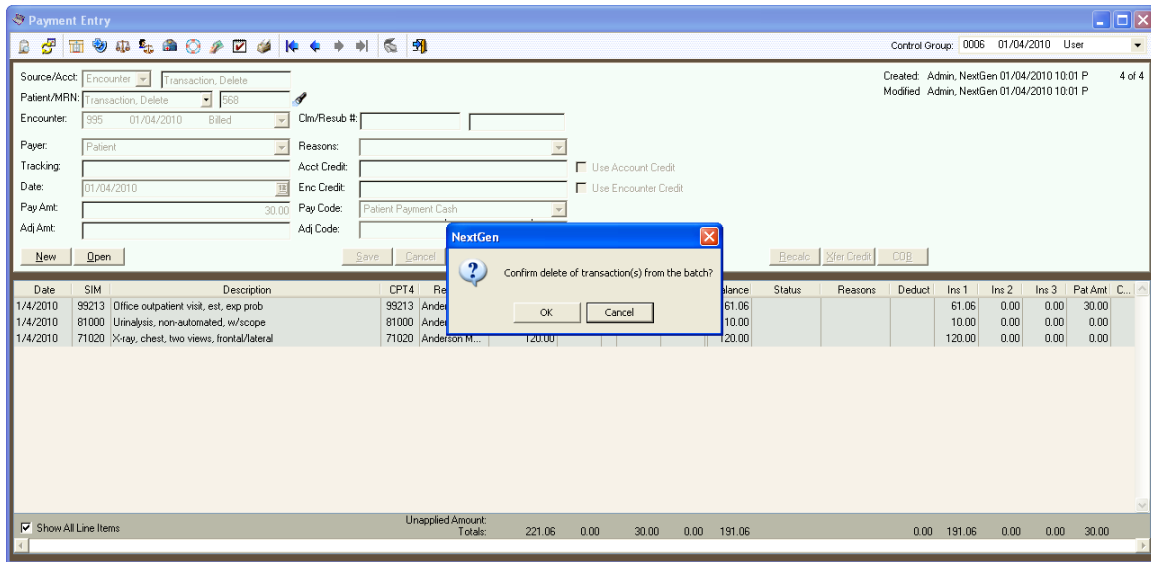 Payment Entry
Control Group: 0006 01/04/2010 User
Source/Acct: Encounter Transaction, Delete
Created: Admin, NextGen 01/04/2010 10:01 P 4 of 4
Patient/MRN: Transaction, Delete 568
Modified Admin, NextGen 01/04/2010 10:01 P
Encounter: 995 01/04/2010 Billed Clm/Resub #:
Payer: Patient Reasons:
Tracking: Acct Credit: Use Account Credit
Date: 01/04/2010 Enc Credit: Use Encounter Credit
Pay Amt: 30.00 Pay Code: Patient Payment Cash
Adj Amt: Adj Code:
New Open Save Cancel Recalc Xfer Credit COB
NextGen
Confirm delete of transaction(s) from the batch?
OK Cancel
Date SIM Description CPT4 Re alance Status Reasons Deduct Ins 1 Ins 2 Ins 3 Pat Amt C...
1/4/2010 99213 Office outpatient visit, est, exp prob 99213 Ander 61.06 61.06 0.00 0.00 30.00
1/4/2010 81000 Urinalysis, non-automated, w/scope 81000 Ander 10.00 10.00 0.00 0.00 0.00
1/4/2010 71020 X-ray, chest, two views, frontal/lateral 71020 Anderson M... 120.00 120.00 120.00 0.00 0.00 0.00
Show All Line Items
Unapplied Amount:
Totals: 221.06 0.00 30.00 0.00 191.06 0.00 191.06 0.00 0.00 30.00